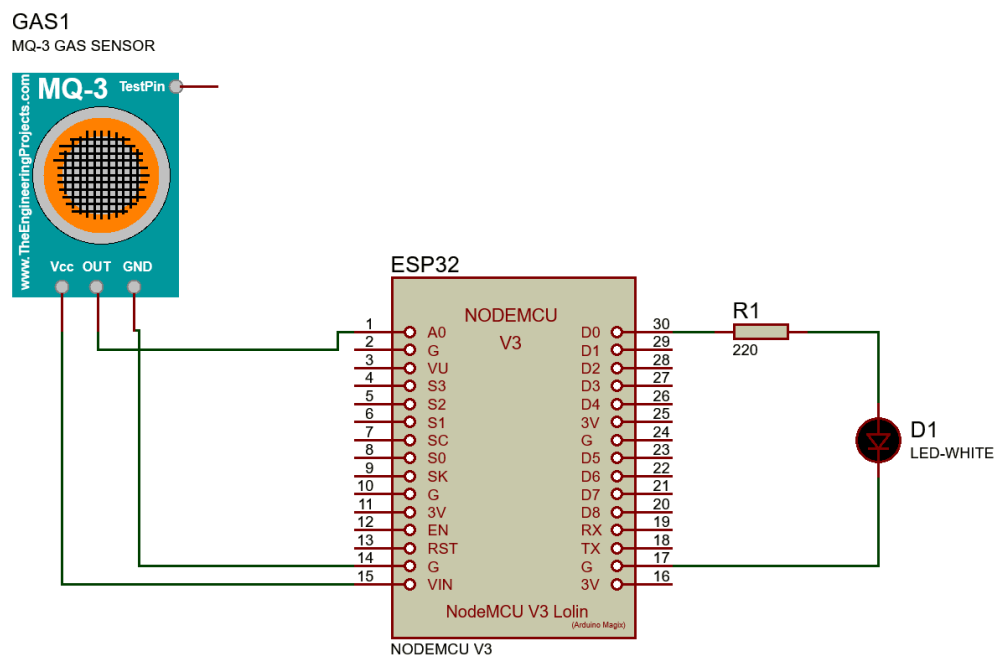 GAS1
MQ-3 GAS SENSOR
MQ-3 TestPin
www.TheEngineeringProjects.com
Vcc OUT GND
ESP32
NODEMCU
V3
1 A0
2 G
3 VU
4 S3
5 S2
6 S1
7 SC
8 S0
9 SK
10 G
11 3V
12 EN
13 RST
14 G
15 VIN
D0 30
D1 29
D2 28
D3 27
D4 26
3V 25
G 24
D5 23
D6 22
D7 21
D8 20
RX 19
TX 18
G 17
3V 16
NodeMCU V3 Lolin
(Arduino Magix)
NODEMCU V3
R1
220
D1
LED-WHITE